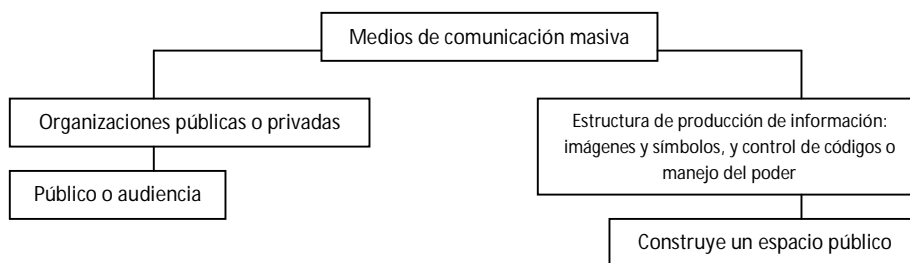 Medios de comunicación masiva
Organizaciones públicas o privadas
Estructura de producción de información:
imágenes y símbolos, y control de códigos o
manejo del poder
Público o audiencia
Construye un espacio público